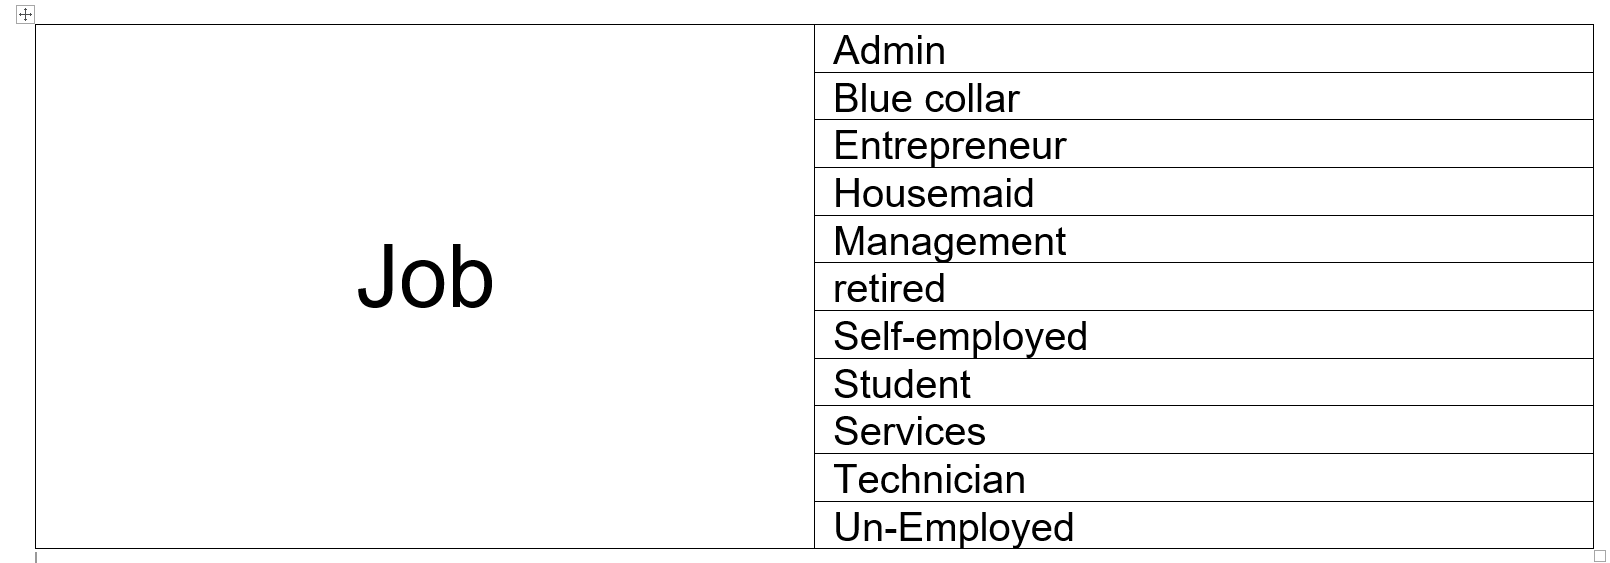 Job
Admin
Blue collar
Entrepreneur
Housemaid
Management
retired
Self-employed
Student
Services
Technician
Un-Employed